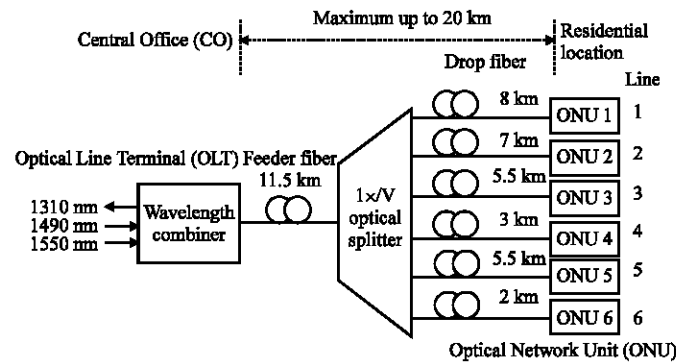 Maximum up to 20 km
Central Office (CO)
Residential
location
Drop fiber
Line
8 km
ONU 1
1
7 km
ONU 2
2
Optical Line Terminal (OLT) Feeder fiber
11.5 km
5.5 km
ONU 3
3
1310 nm
1490 nm
1550 nm
Wavelength
combiner
1×/V
optical
splitter
3 km
ONU 4
4
5.5 km
ONU 5
5
2 km
ONU 6
6
Optical Network Unit (ONU)